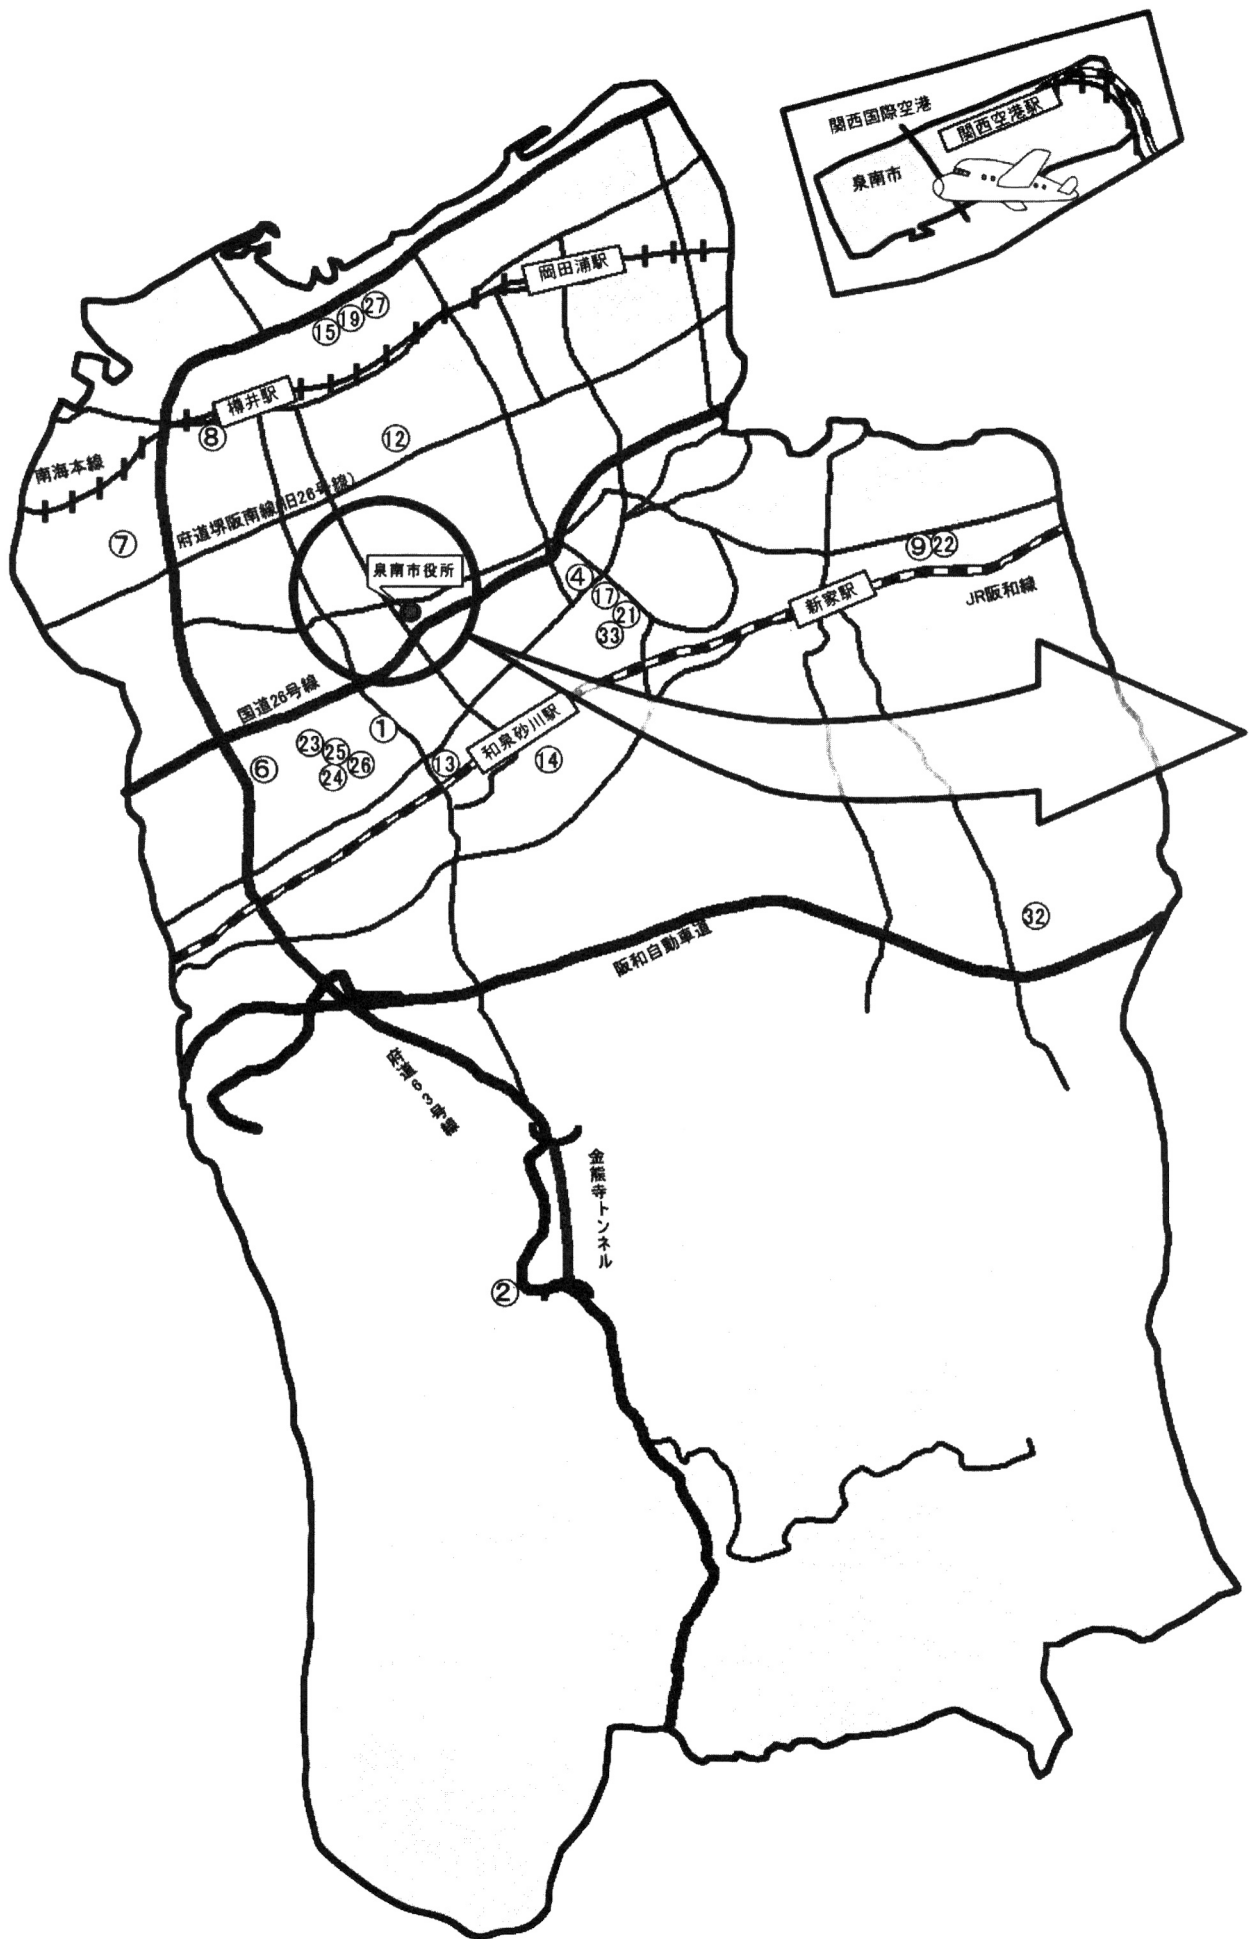 関西国際空港
関西空港駅
泉南市
岡田浦駅
⑮⑲㉗
樽井駅
⑧
⑫
南海本線
府道堺阪南線(旧26号線)
⑦
泉南市役所
④
⑰
㉑
㉝
⑨㉒
新家駅
JR阪和線
国道26号線
①
㉓
㉕
㉖
㉔
⑥
⑬
和泉砂川駅
⑭
㉜
阪和自動車道
府道63号線
金熊寺トンネル
②